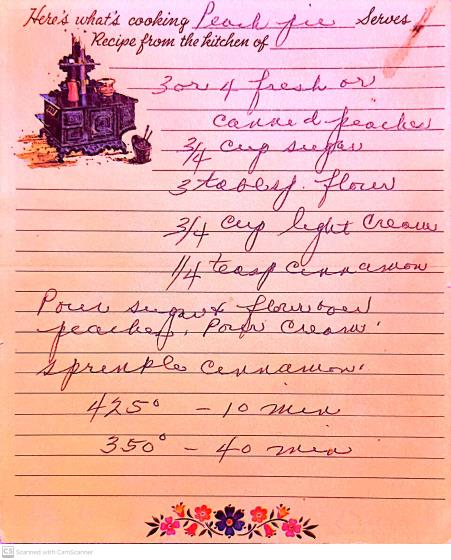 Here's what's cooking Peach pie Serves
Recipe from the kitchen of
3 or 4 fresh or
canned peaches
3/4 cup sugar
3 tablesp. flour
3/4 cup light cream
1/4 teasp cinnamon
Pour sugar & flour over
peaches, Pour cream.
sprinkle cinnamon.
425° - 10 min
350° - 40 min
CS Scanned with CamScanner